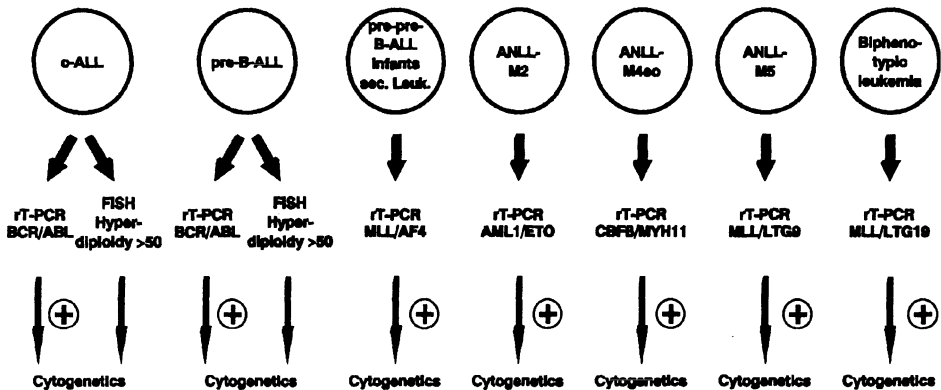 c-ALL
pre-B-ALL
pre-pre-
B-ALL
Infants
sec. Leuk.
ANLL-
M2
ANLL-
M4eo
ANLL-
M5
Bipheno-
typic
leukemia
rT-PCR
BCR/ABL
FISH
Hyper-
diploidy >50
rT-PCR
BCR/ABL
FISH
Hyper-
diploidy >50
rT-PCR
MLL/AF4
rT-PCR
AML1/ETO
rT-PCR
CBFB/MYH11
rT-PCR
MLL/LTG9
rT-PCR
MLL/LTG19
+
+
+
+
+
+
+
Cytogenetics
Cytogenetics
Cytogenetics
Cytogenetics
Cytogenetics
Cytogenetics
Cytogenetics